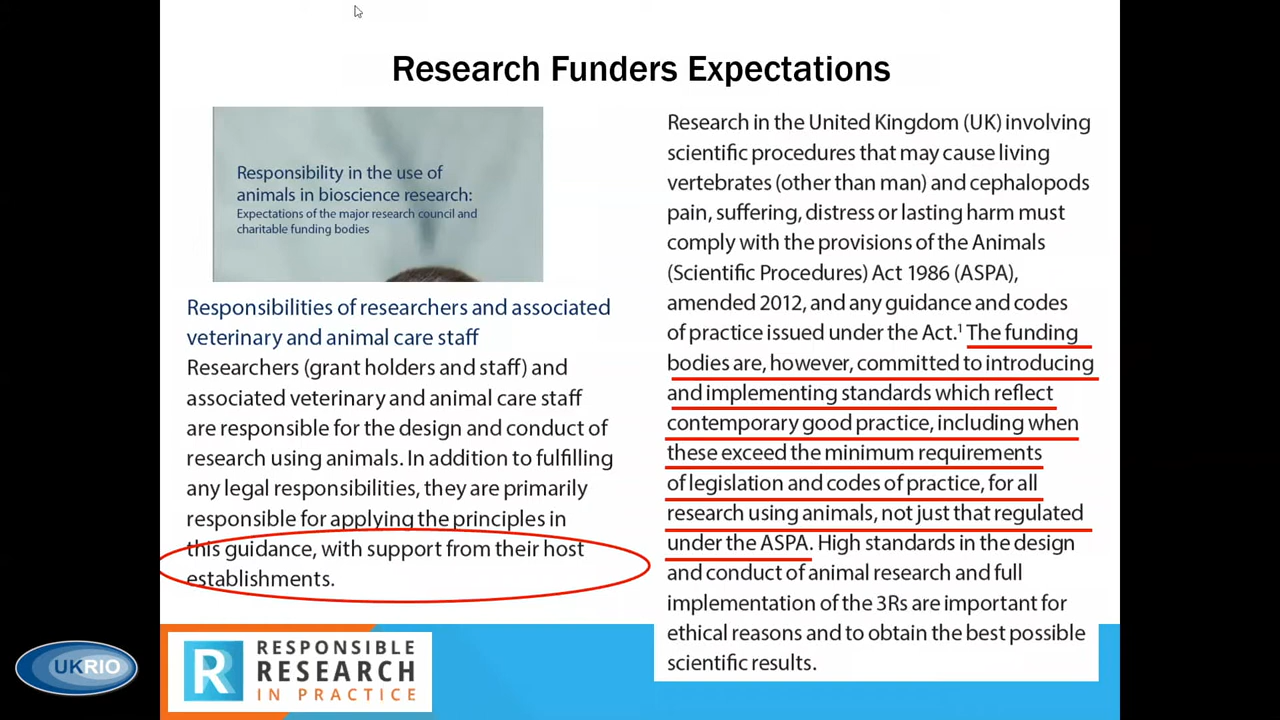 Research Funders Expectations
Responsibility in the use of
animals in bioscience research:
Expectations of the major research council and
charitable funding bodies
Responsibilities of researchers and associated
veterinary and animal care staff
Researchers (grant holders and staff) and
associated veterinary and animal care staff
are responsible for the design and conduct of
research using animals. In addition to fulfilling
any legal responsibilities, they are primarily
responsible for applying the principles in
this guidance, with support from their host
establishments.
Research in the United Kingdom (UK) involving
scientific procedures that may cause living
vertebrates (other than man) and cephalopods
pain, suffering, distress or lasting harm must
comply with the provisions of the Animals
(Scientific Procedures) Act 1986 (ASPA),
amended 2012, and any guidance and codes
of practice issued under the Act.¹ The funding
bodies are, however, committed to introducing
and implementing standards which reflect
contemporary good practice, including when
these exceed the minimum requirements
of legislation and codes of practice, for all
research using animals, not just that regulated
under the ASPA. High standards in the design
and conduct of animal research and full
implementation of the 3Rs are important for
ethical reasons and to obtain the best possible
scientific results.
UKRIO
R
RESPONSIBLE
RESEARCH
IN PRACTICE